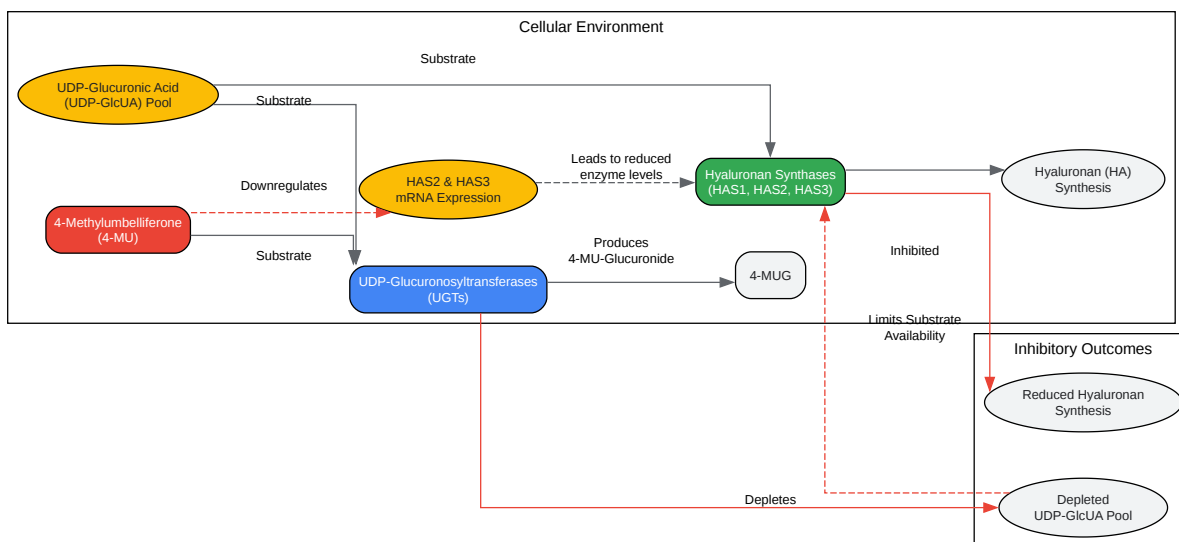 Cellular Environment
Substrate
UDP-Glucuronic Acid
(UDP-GlcUA) Pool
Substrate
Leads to reduced
enzyme levels
Hyaluronan Synthases
(HAS1, HAS2, HAS3)
Hyaluronan (HA)
Synthesis
Downregulates
HAS2 & HAS3
mRNA Expression
4-Methylumbelliferone
(4-MU)
Substrate
Produces
4-MU-Glucuronide
Inhibited
UDP-Glucuronosyltransferases
(UGTs)
4-MUG
Limits Substrate
Availability
Inhibitory Outcomes
Reduced Hyaluronan
Synthesis
Depletes
Depleted
UDP-GlcUA Pool